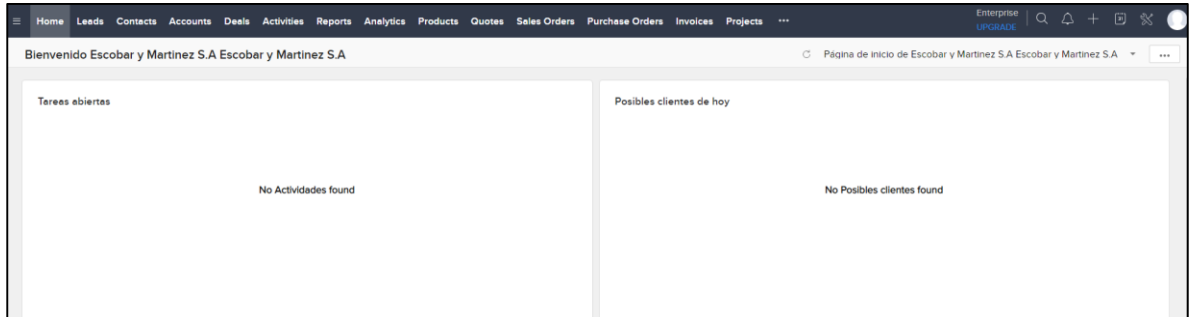 Home Leads Contacts Accounts Deals Activities Reports Analytics Products Quotes Sales Orders Purchase Orders Invoices Projects ••• Enterprise
UPGRADE
Bienvenido Escobar y Martinez S.A Escobar y Martinez S.A Página de inicio de Escobar y Martinez S.A Escobar y Martinez S.A •••
Tareas abiertas
No Actividades found
Posibles clientes de hoy
No Posibles clientes found